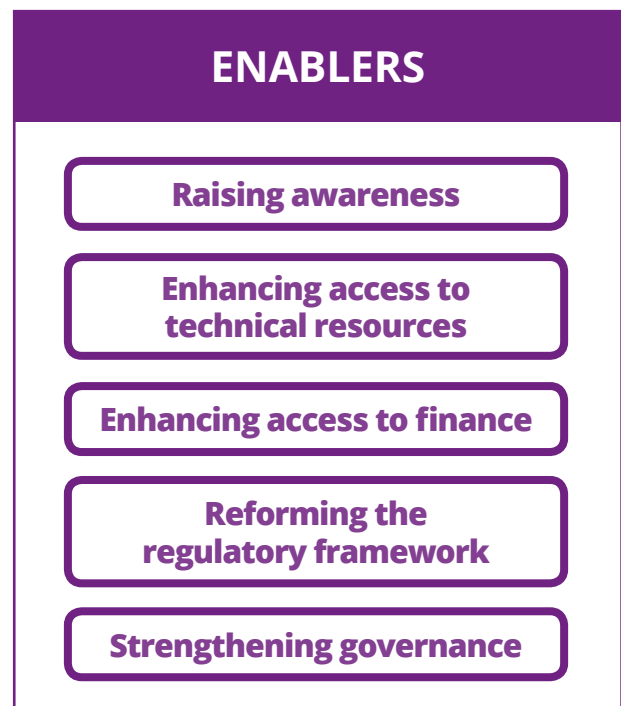 ENABLERS
Raising awareness
Enhancing access to
technical resources
Enhancing access to finance
Reforming the
regulatory framework
Strengthening governance